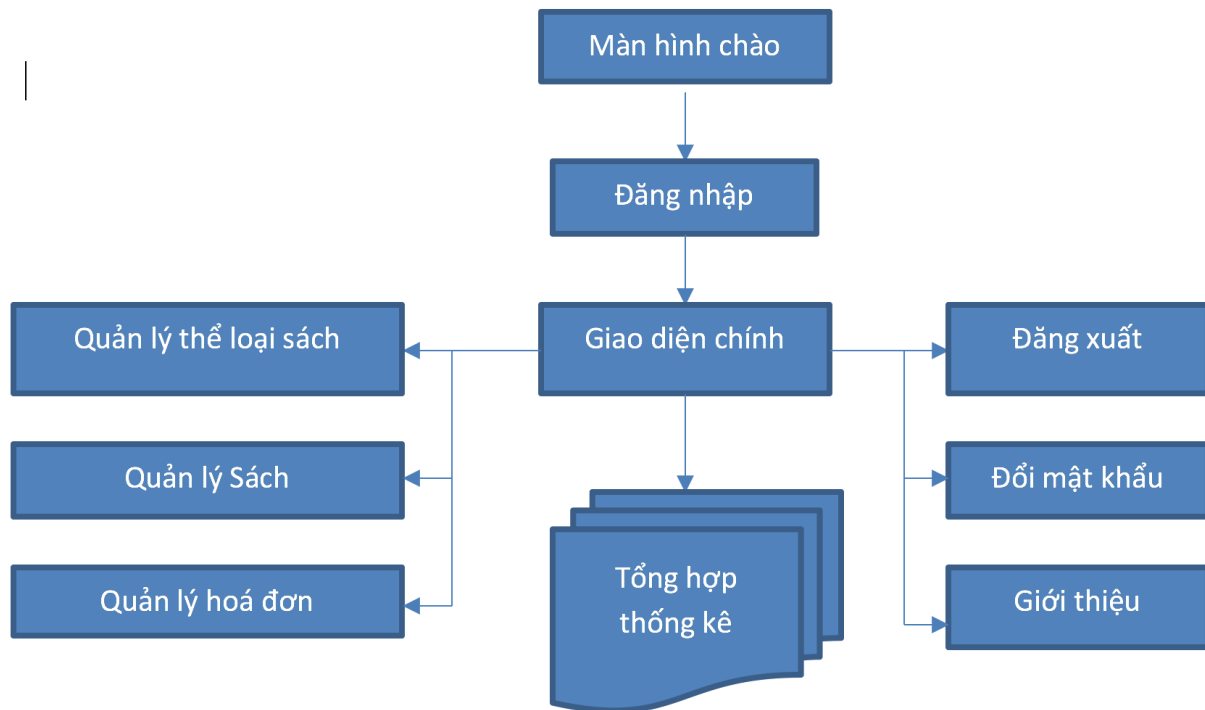 Màn hình chào
Đăng nhập
Quản lý thể loại sách
Giao diện chính
Đăng xuất
Quản lý Sách
Đổi mật khẩu
Quản lý hoá đơn
Tổng hợp
thống kê
Giới thiệu